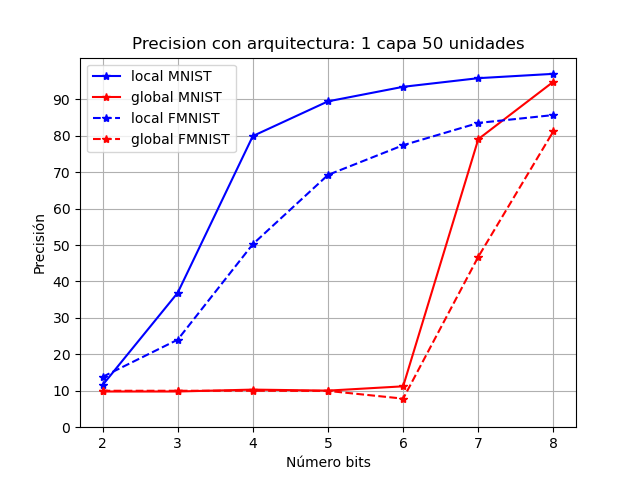 Precision con arquitectura: 1 capa 50 unidades
local MNIST
global MNIST
local FMNIST
global FMNIST
90
80
70
60
50
40
30
20
10
0
Precisión
2 3 4 5 6 7 8
Número bits